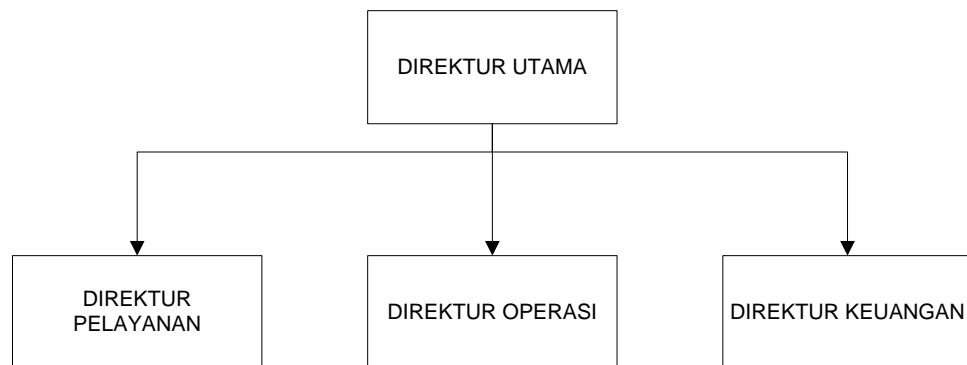 DIREKTUR UTAMA
DIREKTUR
PELAYANAN
DIREKTUR OPERASI
DIREKTUR KEUANGAN